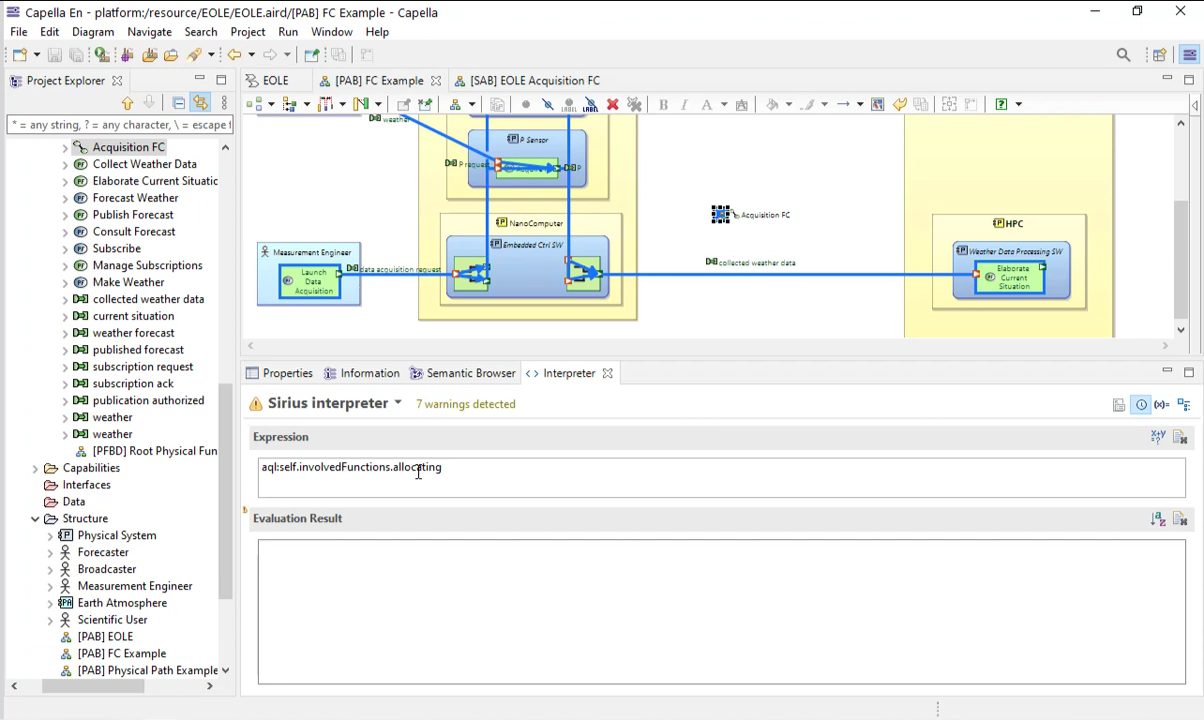 Capella En - platform:/resource/EOLE/EOLE.aird/[PAB] FC Example - Capella
File Edit Diagram Navigate Search Project Run Window Help
Project Explorer
EOLE
[PAB] FC Example
[SAB] EOLE Acquisition FC
* = any string, ? = any character, \ = escape f
Acquisition FC
Collect Weather Data
Elaborate Current Situatic
Forecast Weather
Publish Forecast
Consult Forecast
Subscribe
Manage Subscriptions
Make Weather
collected weather data
current situation
weather forecast
published forecast
subscription request
subscription ack
publication authorized
weather
weather
[PFBD] Root Physical Fun
Capabilities
Interfaces
Data
Structure
Physical System
Forecaster
Broadcaster
Measurement Engineer
Earth Atmosphere
Scientific User
[PAB] EOLE
[PAB] FC Example
[PAB] Physical Path Example
weather
P Sensor
P request
P
NanoComputer
Embedded Ctrl SW
Measurement Engineer
Launch
Data
Acquisition
data acquisition request
Acquisition FC
collected weather data
HPC
Weather Data Processing SW
Elaborate
Current
Situation
Properties
Information
Semantic Browser
Interpreter
Sirius interpreter
7 warnings detected
Expression
aql:self.involvedFunctions.allocating
Evaluation Result